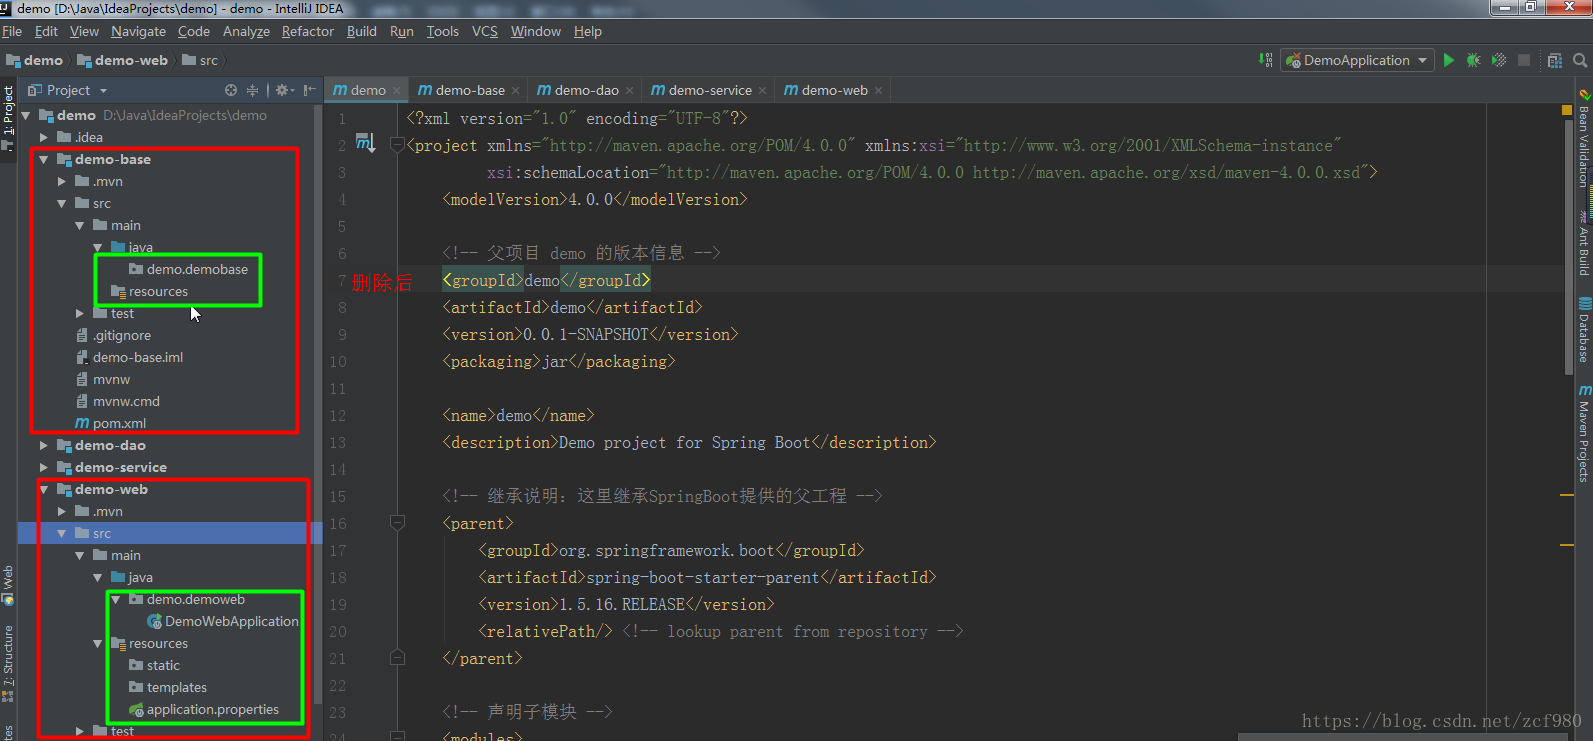 demo [D:\Java\IdeaProjects\demo] - demo - IntelliJ IDEA
File Edit View Navigate Code Analyze Refactor Build Run Tools VCS Window Help
demo demo-web src
DemoApplication
Project
demo demo-base demo-dao demo-service demo-web
1: Project
demo D:\Java\IdeaProjects\demo
.idea
demo-base
.mvn
src
main
java
demo.demobase
resources
test
.gitignore
demo-base.iml
mvnw
mvnw.cmd
pom.xml
demo-dao
demo-service
demo-web
.mvn
src
main
java
demo.demoweb
DemoWebApplication
resources
static
templates
application.properties
test
Web
7: Structure
1 <?xml version="1.0" encoding="UTF-8"?>
2 <project xmlns="http://maven.apache.org/POM/4.0.0" xmlns:xsi="http://www.w3.org/2001/XMLSchema-instance"
3 xsi:schemaLocation="http://maven.apache.org/POM/4.0.0 http://maven.apache.org/xsd/maven-4.0.0.xsd">
4 <modelVersion>4.0.0</modelVersion>
5
6 <!-- 父项目 demo 的版本信息 -->
7 删除后 <groupId>demo</groupId>
8 <artifactId>demo</artifactId>
9 <version>0.0.1-SNAPSHOT</version>
10 <packaging>jar</packaging>
11
12 <name>demo</name>
13 <description>Demo project for Spring Boot</description>
14
15 <!-- 继承说明：这里继承SpringBoot提供的父工程 -->
16 <parent>
17 <groupId>org.springframework.boot</groupId>
18 <artifactId>spring-boot-starter-parent</artifactId>
19 <version>1.5.16.RELEASE</version>
20 <relativePath/> <!-- lookup parent from repository -->
21 </parent>
22
23 <!-- 声明子模块 -->
24 <modules>
Bean Validation
Ant Build
Database
Maven Projects
https://blog.csdn.net/zcf980